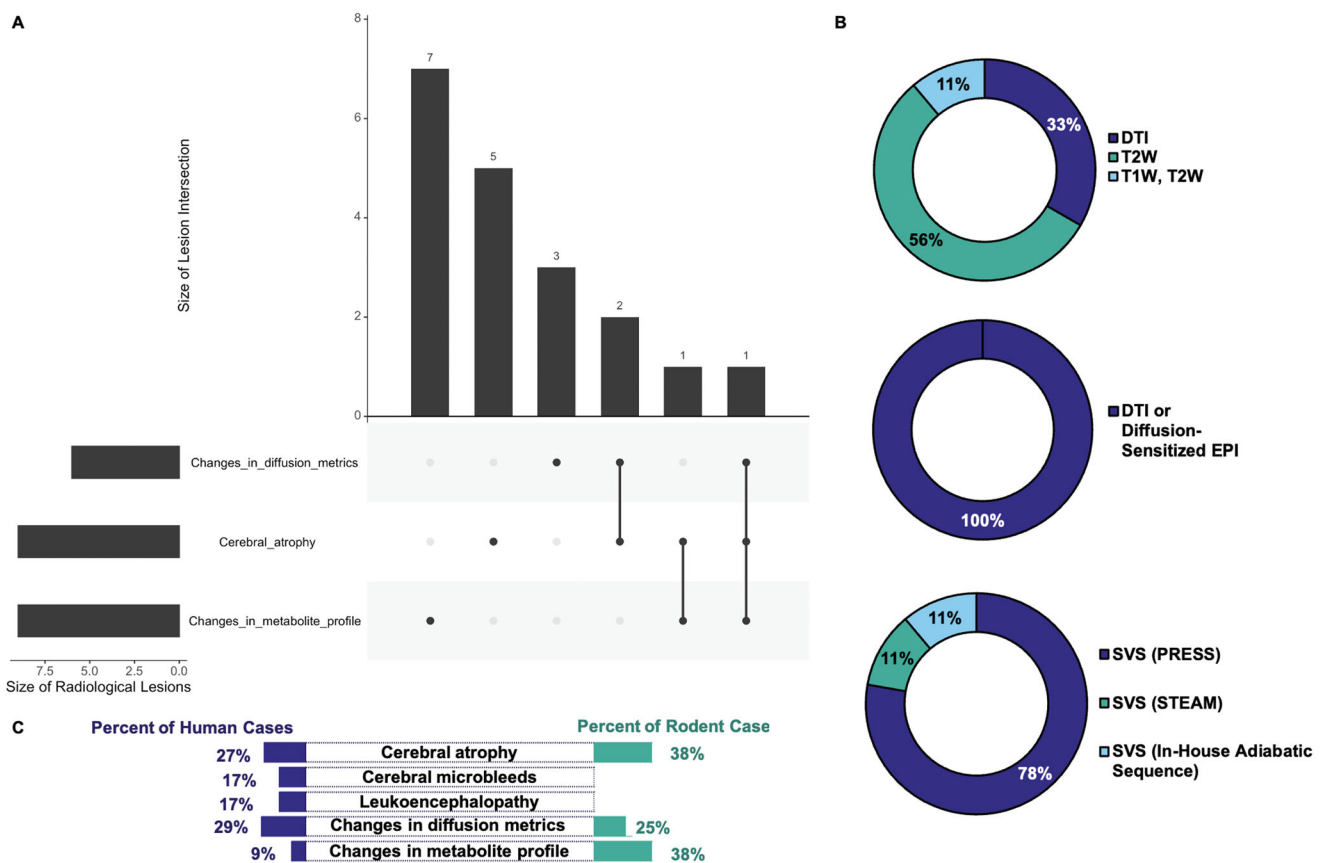 A
B
8
7
6
5
4
3
2
2
1
1
0
Size of Lesion Intersection
Changes_in_diffusion_metrics
Cerebral_atrophy
Changes_in_metabolite_profile
7.5 5.0 2.5 0.0
Size of Radiological Lesions
11%
33%
56%
DTI
T2W
T1W, T2W
100%
DTI or
Diffusion-
Sensitized EPI
11%
11%
78%
SVS (PRESS)
SVS (STEAM)
SVS (In-House Adiabatic
Sequence)
C
Percent of Human Cases Percent of Rodent Case
27% Cerebral atrophy 38%
17% Cerebral microbleeds
17% Leukoencephalopathy
29% Changes in diffusion metrics 25%
9% Changes in metabolite profile 38%